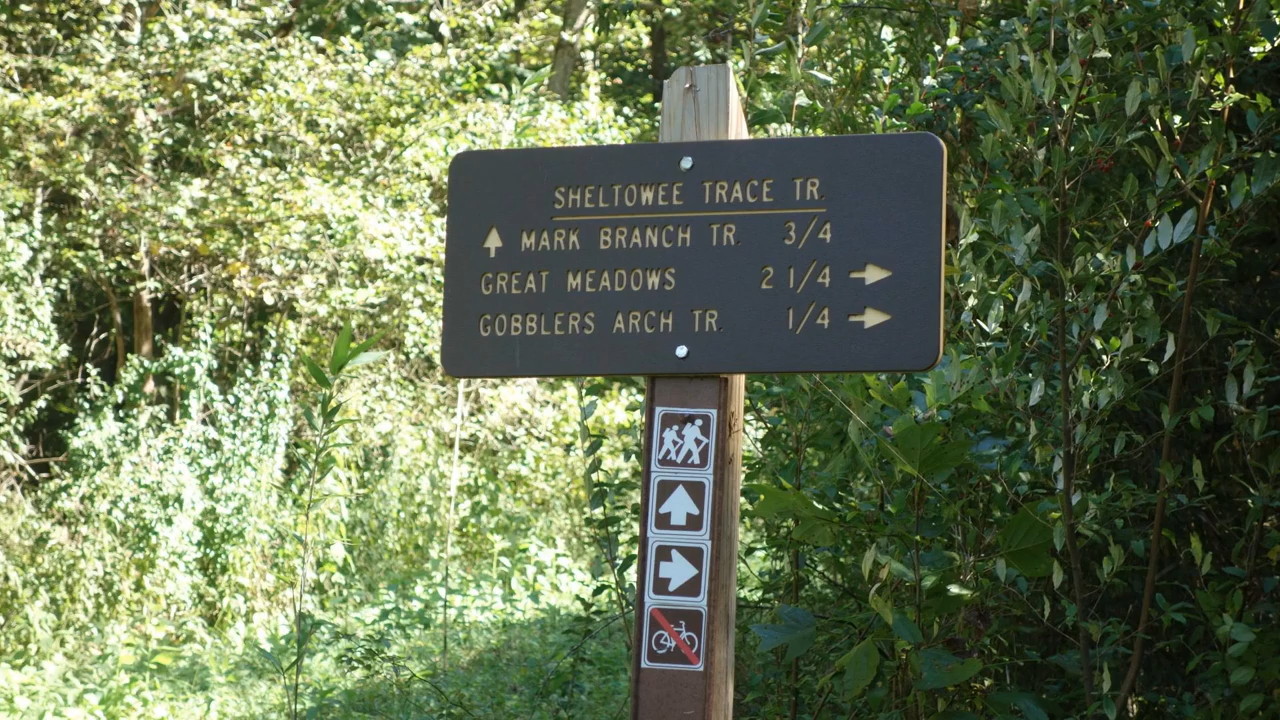 SHELTOWEE TRACE TR.
MARK BRANCH TR. 3/4
GREAT MEADOWS 2 1/4
GOBBLERS ARCH TR. 1/4